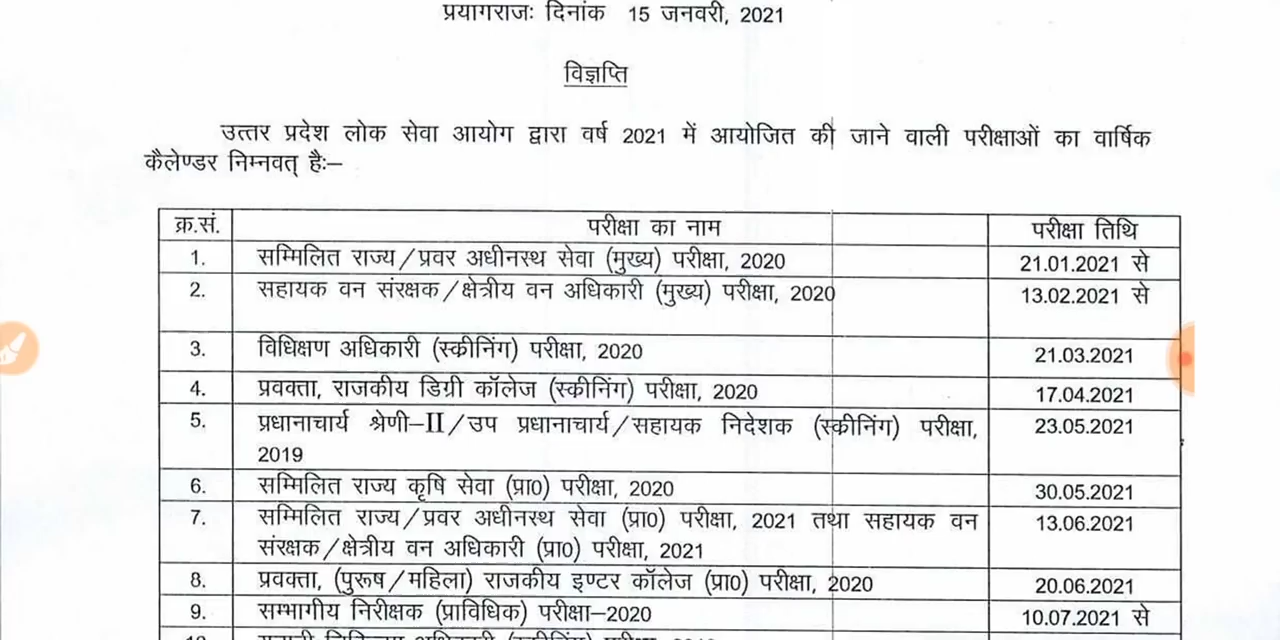 प्रयागराजः दिनांक 15 जनवरी, 2021
विज्ञप्ति
उत्तर प्रदेश लोक सेवा आयोग द्वारा वर्ष 2021 में आयोजित की जाने वाली परीक्षाओं का वार्षिक
कैलेण्डर निम्नवत् हैः–
क्र.सं. परीक्षा का नाम परीक्षा तिथि
1. सम्मिलित राज्य/प्रवर अधीनस्थ सेवा (मुख्य) परीक्षा, 2020 21.01.2021 से
2. सहायक वन संरक्षक/क्षेत्रीय वन अधिकारी (मुख्य) परीक्षा, 2020 13.02.2021 से
3. विधिक्षण अधिकारी (स्क्रीनिंग) परीक्षा, 2020 21.03.2021
4. प्रवक्ता, राजकीय डिग्री कॉलेज (स्क्रीनिंग) परीक्षा, 2020 17.04.2021
5. प्रधानाचार्य श्रेणी–II/उप प्रधानाचार्य/सहायक निदेशक (स्क्रीनिंग) परीक्षा, 23.05.2021
2019
6. सम्मिलित राज्य कृषि सेवा (प्रा0) परीक्षा, 2020 30.05.2021
7. सम्मिलित राज्य/प्रवर अधीनस्थ सेवा (प्रा0) परीक्षा, 2021 तथा सहायक वन 13.06.2021
संरक्षक/क्षेत्रीय वन अधिकारी (प्रा0) परीक्षा, 2021
8. प्रवक्ता, (पुरूष/महिला) राजकीय इण्टर कॉलेज (प्रा0) परीक्षा, 2020 20.06.2021
9. सम्भागीय निरीक्षक (प्राविधिक) परीक्षा–2020 10.07.2021 से